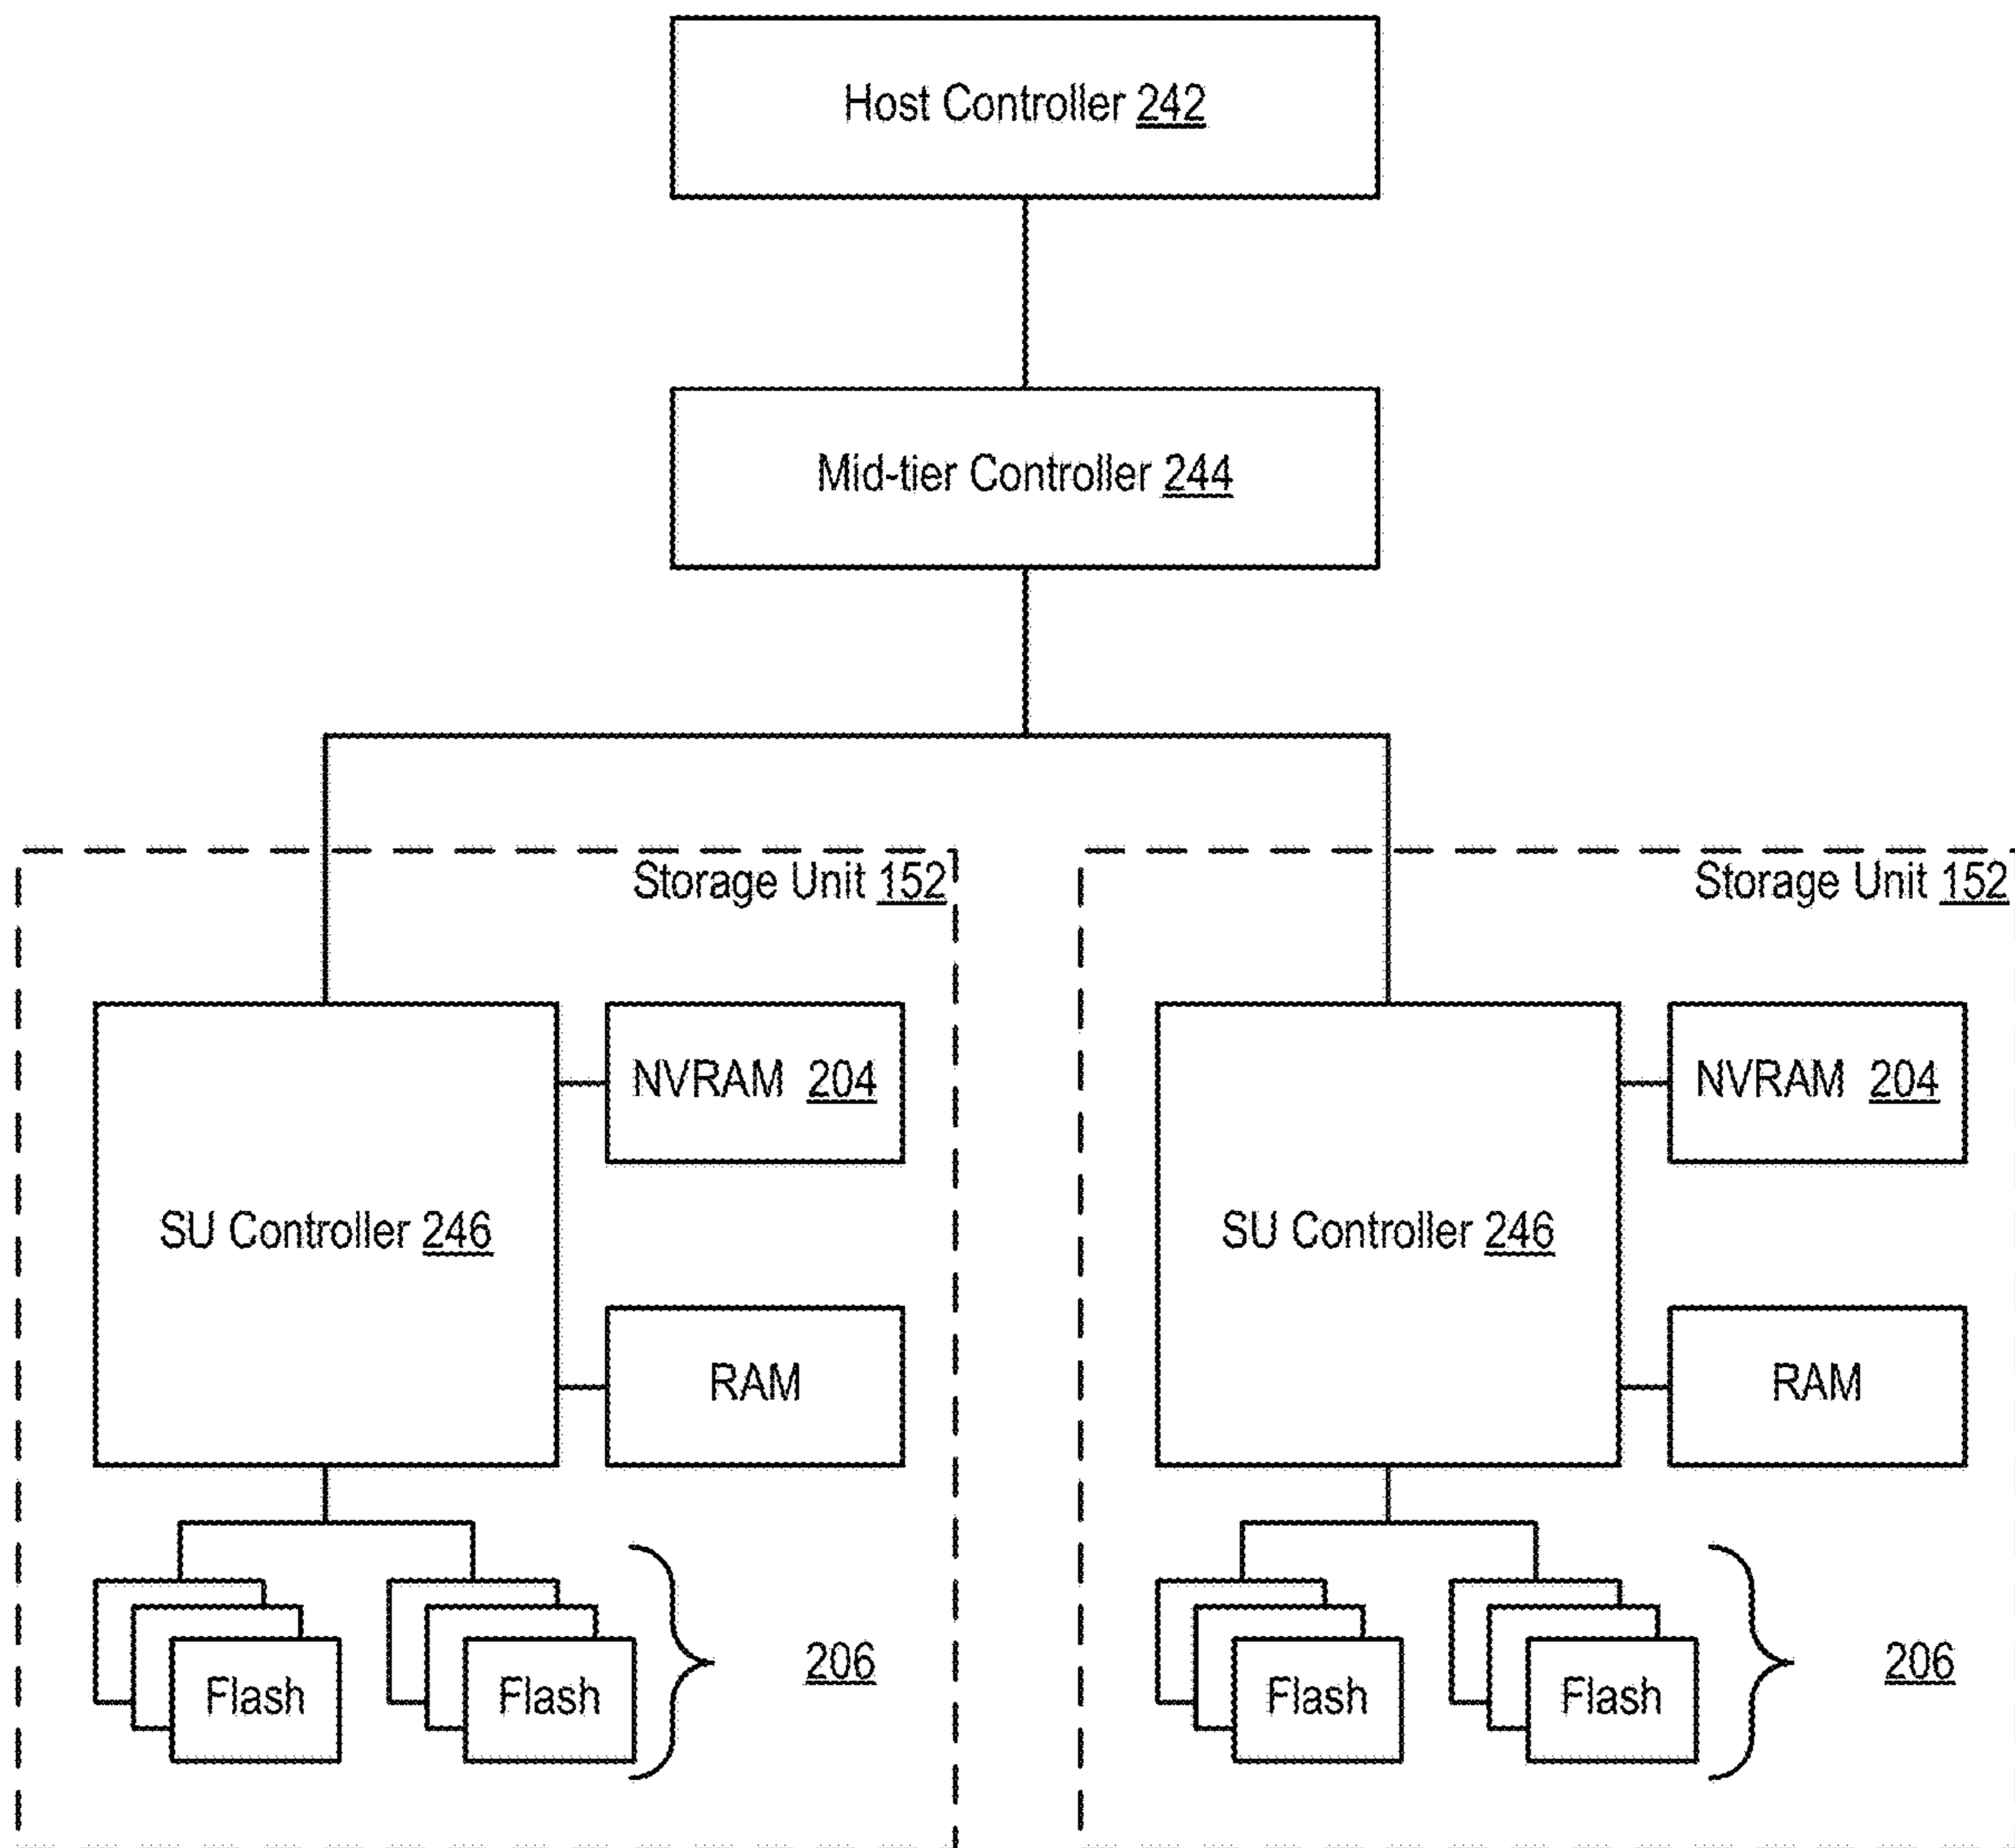 Host Controller 242
Mid-tier Controller 244
Storage Unit 152
Storage Unit 152
NVRAM 204
NVRAM 204
SU Controller 246
SU Controller 246
RAM
RAM
Flash
Flash
206
Flash
Flash
206